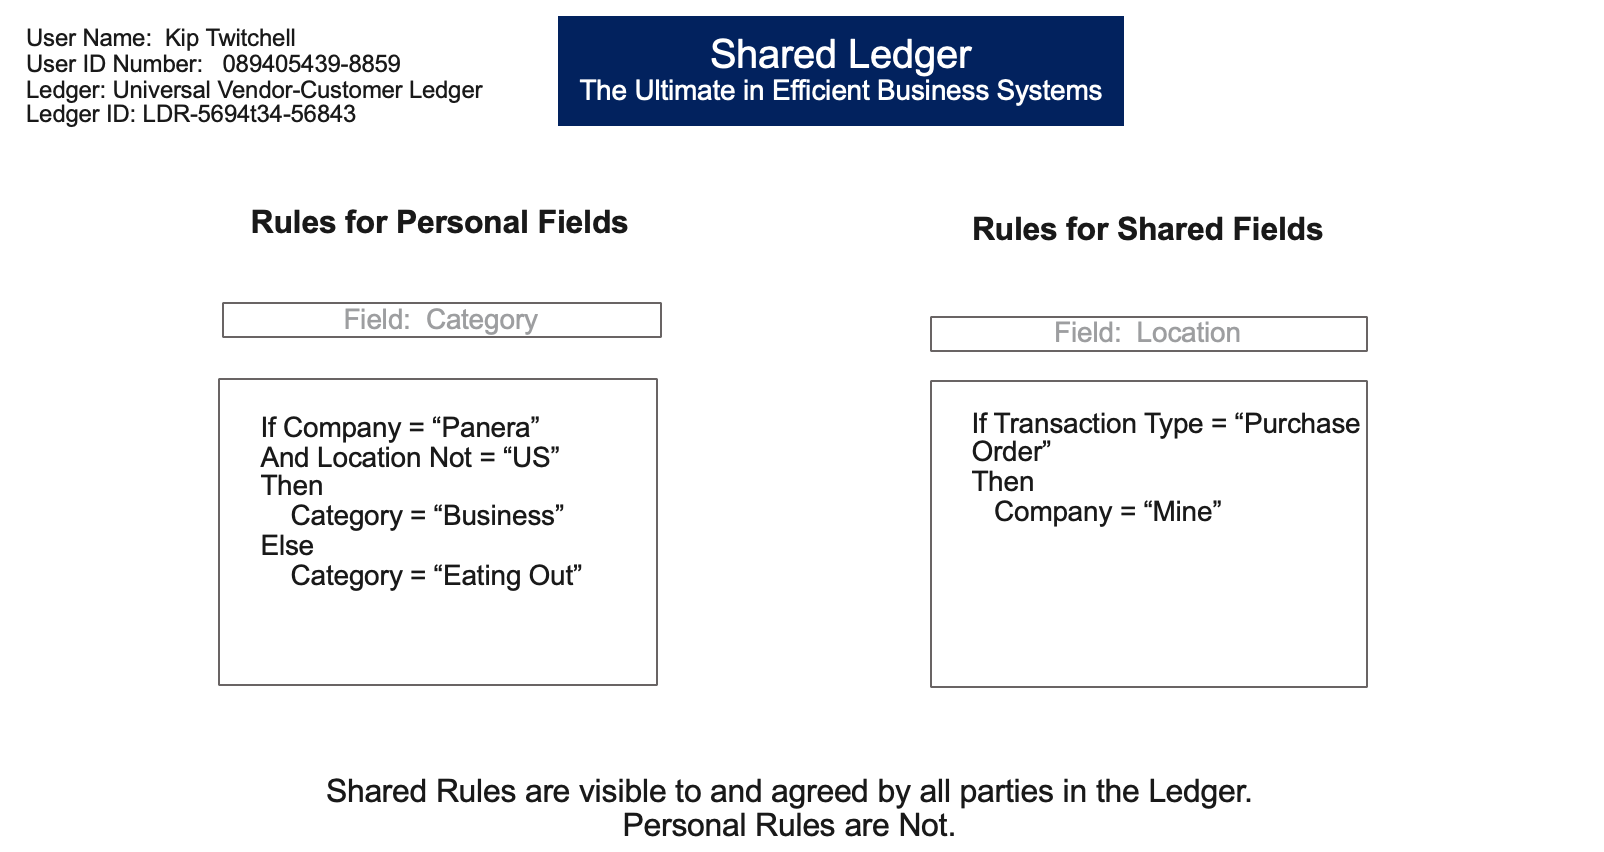 User Name:  Kip Twitchell
User ID Number:   089405439-8859
Ledger: Universal Vendor-Customer Ledger
Ledger ID: LDR-5694t34-56843
Shared Ledger
The Ultimate in Efficient Business Systems
Rules for Personal Fields
Field:  Category
If Company = “Panera”
And Location Not = “US”
Then
    Category = “Business”
Else
    Category = “Eating Out”
Rules for Shared Fields
Field:  Location
If Transaction Type = “Purchase
Order”
Then
   Company = “Mine”
Shared Rules are visible to and agreed by all parties in the Ledger.
Personal Rules are Not.